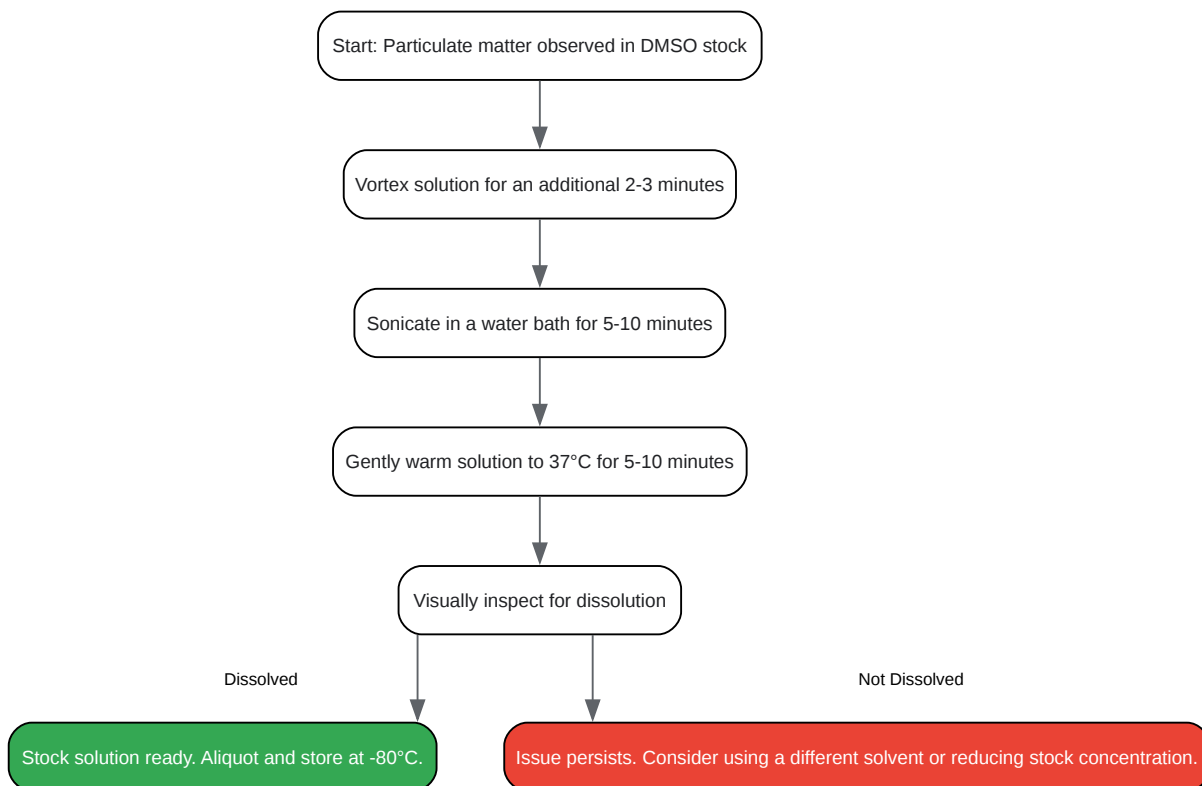 Start: Particulate matter observed in DMSO stock
Vortex solution for an additional 2-3 minutes
Sonicate in a water bath for 5-10 minutes
Gently warm solution to 37°C for 5-10 minutes
Visually inspect for dissolution
Dissolved
Not Dissolved
Stock solution ready. Aliquot and store at -80°C.
Issue persists. Consider using a different solvent or reducing stock concentration.